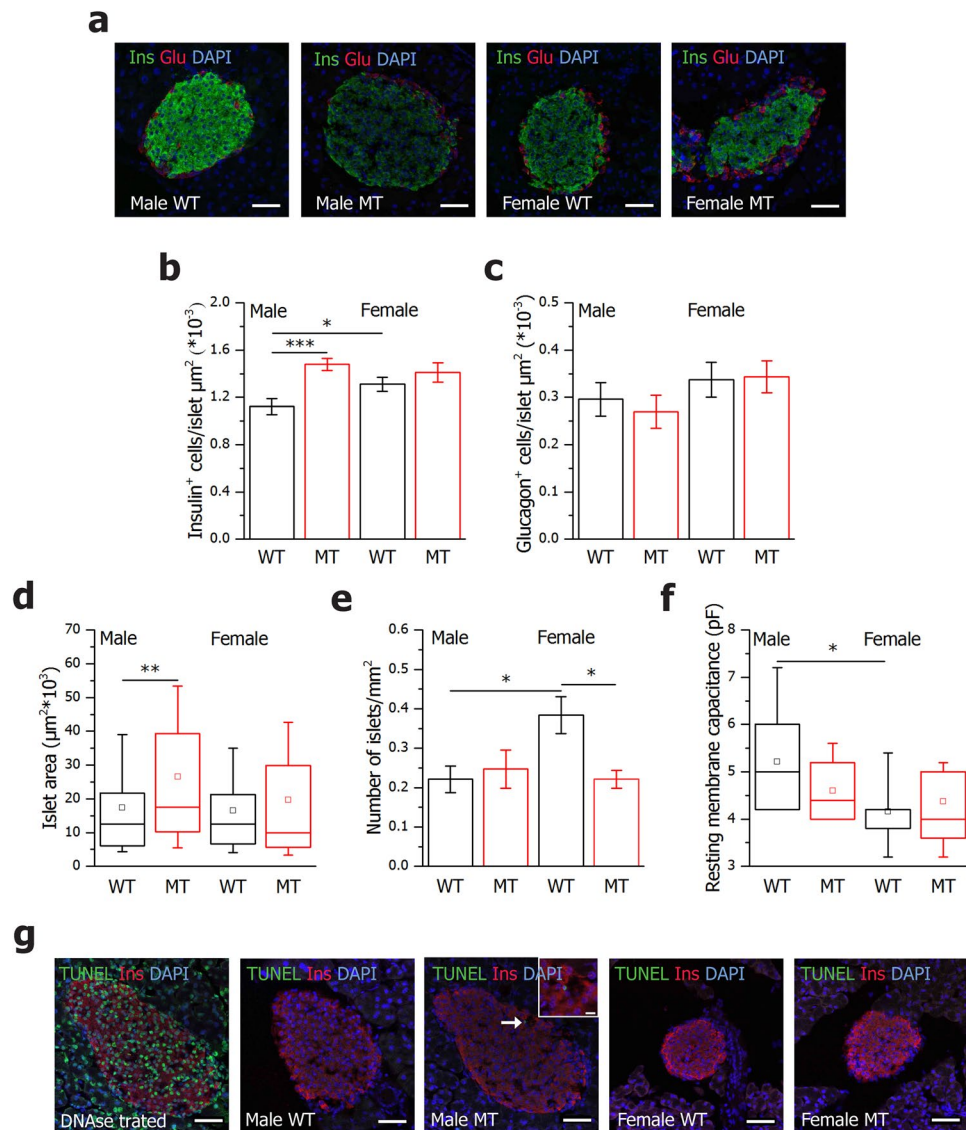 a
Ins Glu DAPI
Male WT
Ins Glu DAPI
Male MT
Ins Glu DAPI
Female WT
Ins Glu DAPI
Female MT
b
Insulin⁺ cells/islet µm² (*10⁻³)
2.0
1.6
1.2
0.8
0.4
0.0
Male
Female
*
***
WT MT WT MT
c
Glucagon⁺ cells/islet µm² (*10⁻³)
0.5
0.4
0.3
0.2
0.1
0.0
Male
Female
WT MT WT MT
d
Islet area (µm²*10³)
70
60
50
40
30
20
10
0
Male
Female
**
WT MT WT MT
e
Number of islets/mm²
0.6
0.5
0.4
0.3
0.2
0.1
0.0
Male
Female
* *
WT MT WT MT
f
Resting membrane capacitance (pF)
8
7
6
5
4
3
Male
Female
*
WT MT WT MT
g
TUNEL Ins DAPI
DNAse trated
TUNEL Ins DAPI
Male WT
TUNEL Ins DAPI
Male MT
TUNEL Ins DAPI
Female WT
TUNEL Ins DAPI
Female MT